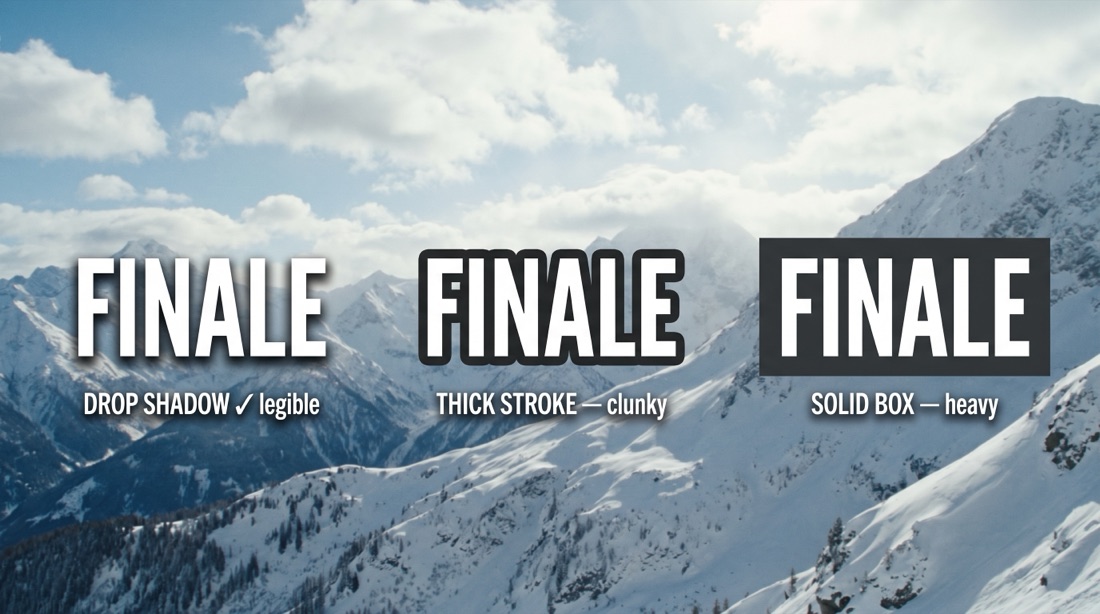 FINALE
DROP SHADOW ✓ legible
FINALE
THICK STROKE — clunky
FINALE
SOLID BOX — heavy